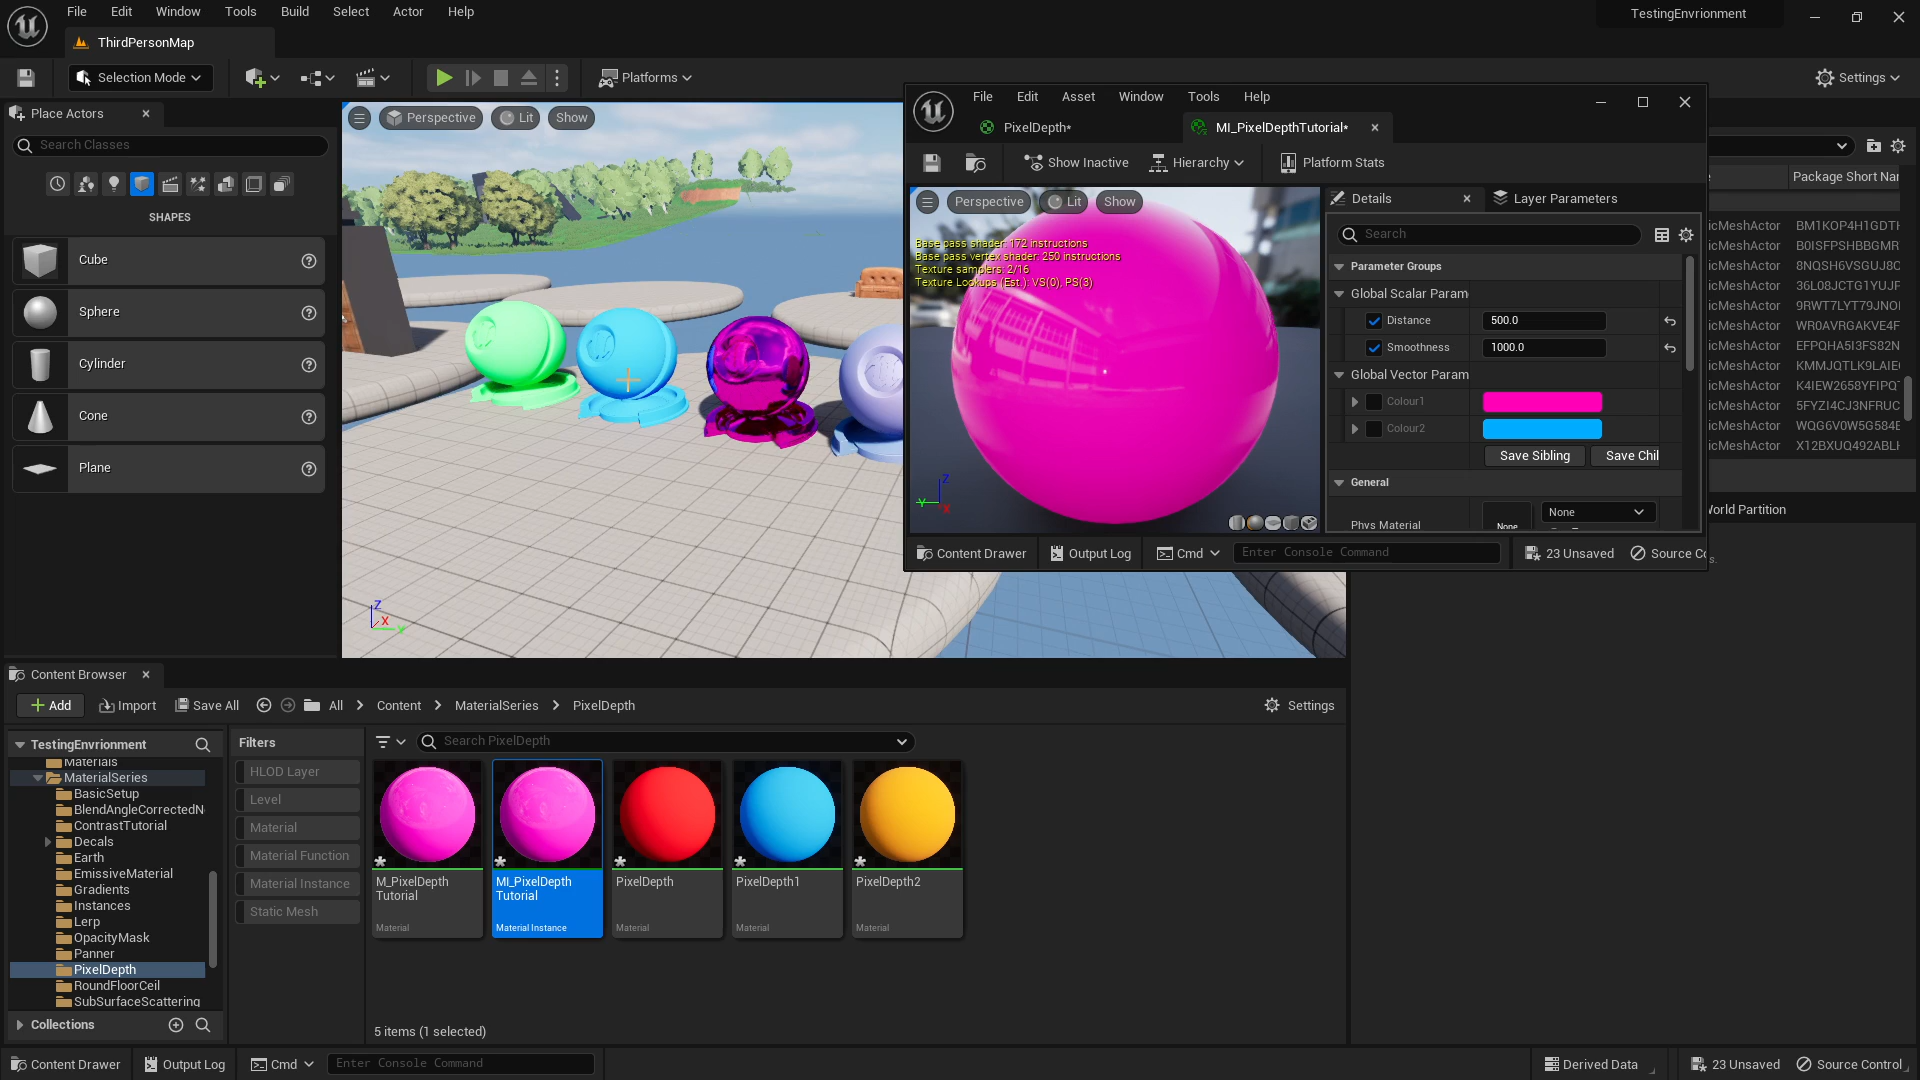 File Edit Window Tools Build Select Actor Help
TestingEnvrionment
ThirdPersonMap
Selection Mode
Platforms
Settings
Place Actors
Search Classes
SHAPES
Cube
Sphere
Cylinder
Cone
Plane
Perspective Lit Show
File Edit Asset Window Tools Help
PixelDepth*
MI_PixelDepthTutorial*
Show Inactive
Hierarchy
Platform Stats
Perspective Lit Show
Base pass shader: 172 instructions
Base pass vertex shader: 250 instructions
Texture samplers: 2/16
Texture Lookups (Est.): VS(0), PS(3)
Details
Layer Parameters
Search
Parameter Groups
Global Scalar Param
Distance 500.0
Smoothness 1000.0
Global Vector Param
Colour1
Colour2
Save Sibling Save Chil
General
Phys Material
None
None
Content Drawer
Output Log
Cmd
Enter Console Command
23 Unsaved
Source Co
Package Short Nar
icMeshActor BM1KOP4H1GDTH
icMeshActor B0ISFPSHBBGMR
icMeshActor 8NQSH6VSGUJ8C
icMeshActor 36L08JCTG1YUJF
icMeshActor 9RWT7LYT79JNOI
icMeshActor WR0AVRGAKVE4F
icMeshActor EFPQHA5I3FS82N
icMeshActor KMMJQTLK9LAIE
icMeshActor K4IEW2658YFIPQ
icMeshActor 5FYZI4CJ3NFRUC
icMeshActor WQG6V0W5G584E
icMeshActor X12BXUQ492ABLH
orld Partition
s.
Z
X
Y
Z
Y
X
Content Browser
Add
Import
Save All
All > Content > MaterialSeries > PixelDepth
Settings
TestingEnvrionment
Materials
MaterialSeries
BasicSetup
BlendAngleCorrectedN
ContrastTutorial
Decals
Earth
EmissiveMaterial
Gradients
Instances
Lerp
OpacityMask
Panner
PixelDepth
RoundFloorCeil
SubSurfaceScattering
Collections
Filters
HLOD Layer
Level
Material
Material Function
Material Instance
Static Mesh
Search PixelDepth
M_PixelDepth
Tutorial
Material
MI_PixelDepth
Tutorial
Material Instance
PixelDepth
Material
PixelDepth1
Material
PixelDepth2
Material
5 items (1 selected)
Content Drawer
Output Log
Cmd
Enter Console Command
Derived Data
23 Unsaved
Source Control